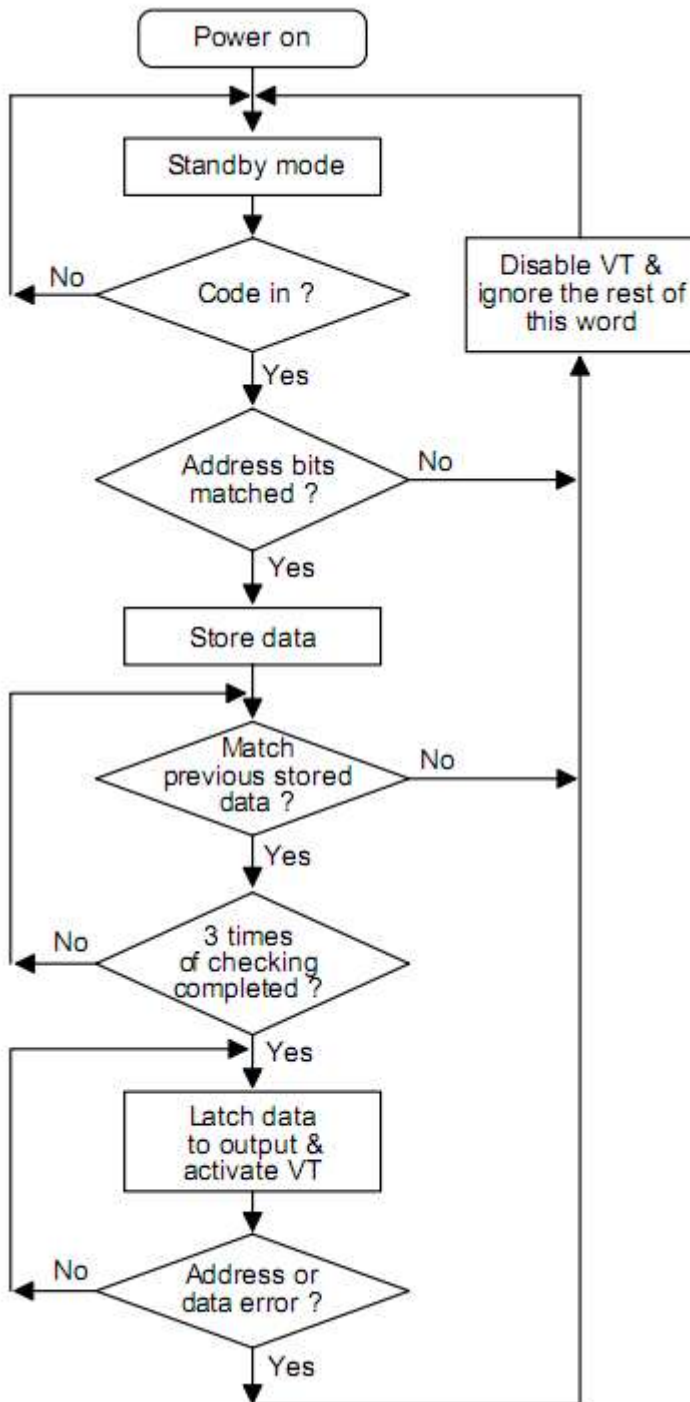 Power on
Standby mode
Code in ?
No
Yes
Disable VT &
ignore the rest of
this word
Address bits
matched ?
No
Yes
Store data
Match
previous stored
data ?
No
Yes
3 times
of checking
completed ?
No
Yes
Latch data
to output &
activate VT
Address or
data error ?
No
Yes